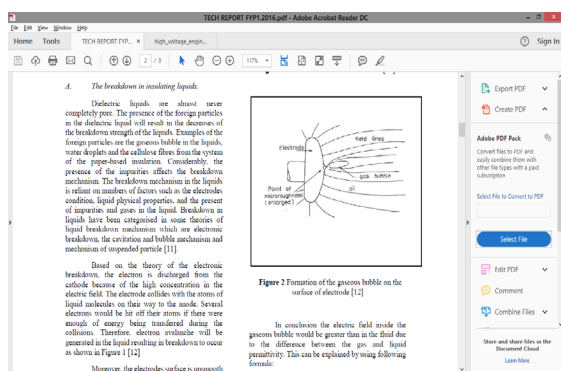 TECH REPORT FYP1.2016.pdf - Adobe Acrobat Reader DC
File Edit View Window Help
Home Tools TECH REPORT FYP... × high_voltage_engin... Sign In
2 / 9 117%
A. The breakdown in insulating liquids.
Dielectric liquids are almost never
completely pure. The presence of the foreign particles
in the dielectric liquid will result in the decreases of
the breakdown strength of the liquids. Examples of the
foreign particles are the gaseous bubble in the liquids,
water droplets and the cellulose fibres from the system
of the paper-based insulation. Considerably, the
presence of the impurities affects the breakdown
mechanism. The breakdown mechanism in the liquids
is reliant on numbers of factors such as the electrodes
condition, liquid physical properties, and the present
of impurities and gases in the liquid. Breakdown in
liquids have been categorised in some theories of
liquid breakdown mechanism which are electronic
breakdown, the cavitation and bubble mechanism and
mechanism of suspended particle [11].
Based on the theory of the electronic
breakdown, the electron is discharged from the
cathode because of the high concentration in the
electric field. The electrode collides with the atoms of
liquid molecules on their way to the anode. Several
electrons would be hit off their atoms if there were
enough of energy being transferred during the
collisions. Therefore, electron avalanche will be
generated in the liquid resulting in breakdown to occur
as shown in Figure 1 [12]
Moreover, the electrodes surface is unsmooth
Electrode
field lines
gas bubble
Point of
microroughness
(enlarged)
oil
Figure 2 Formation of the gaseous bubble on the
surface of electrode [12]
In conclusion the electric field inside the
gaseous bubble would be greater than in the fluid due
to the difference between the gas and liquid
permittivity. This can be explained by using following
formula:
Export PDF
Create PDF
Adobe PDF Pack
Convert files to PDF and
easily combine them with
other file types with a paid
subscription
Select File to Convert to PDF
Select File
Edit PDF
Comment
Combine Files
Store and share files in the
Document Cloud
Learn More